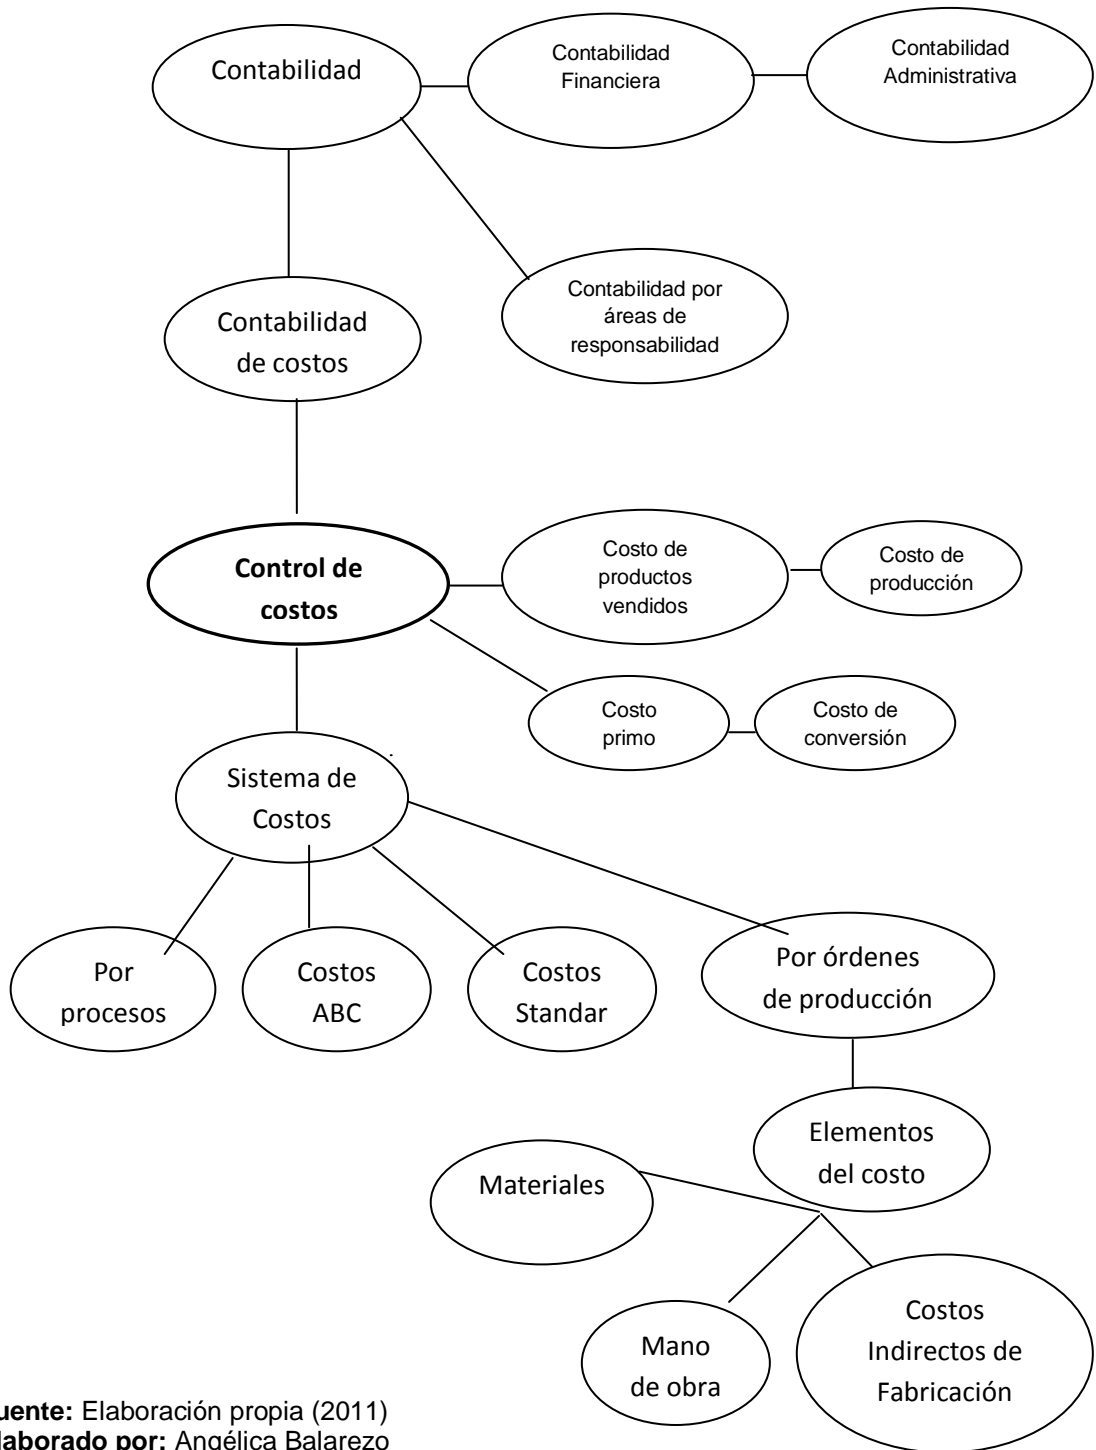 Contabilidad
Contabilidad
Financiera
Contabilidad
Administrativa
Contabilidad
de costos
Contabilidad por
áreas de
responsabilidad
Control de
costos
Costo de
productos
vendidos
Costo de
producción
Costo
primo
Costo de
conversión
Sistema de
Costos
Por
procesos
Costos
ABC
Costos
Standar
Por órdenes
de producción
Elementos
del costo
Materiales
Mano
de obra
Costos
Indirectos de
Fabricación
uente: Elaboración propia (2011)
laborado por: Angélica Balarezo